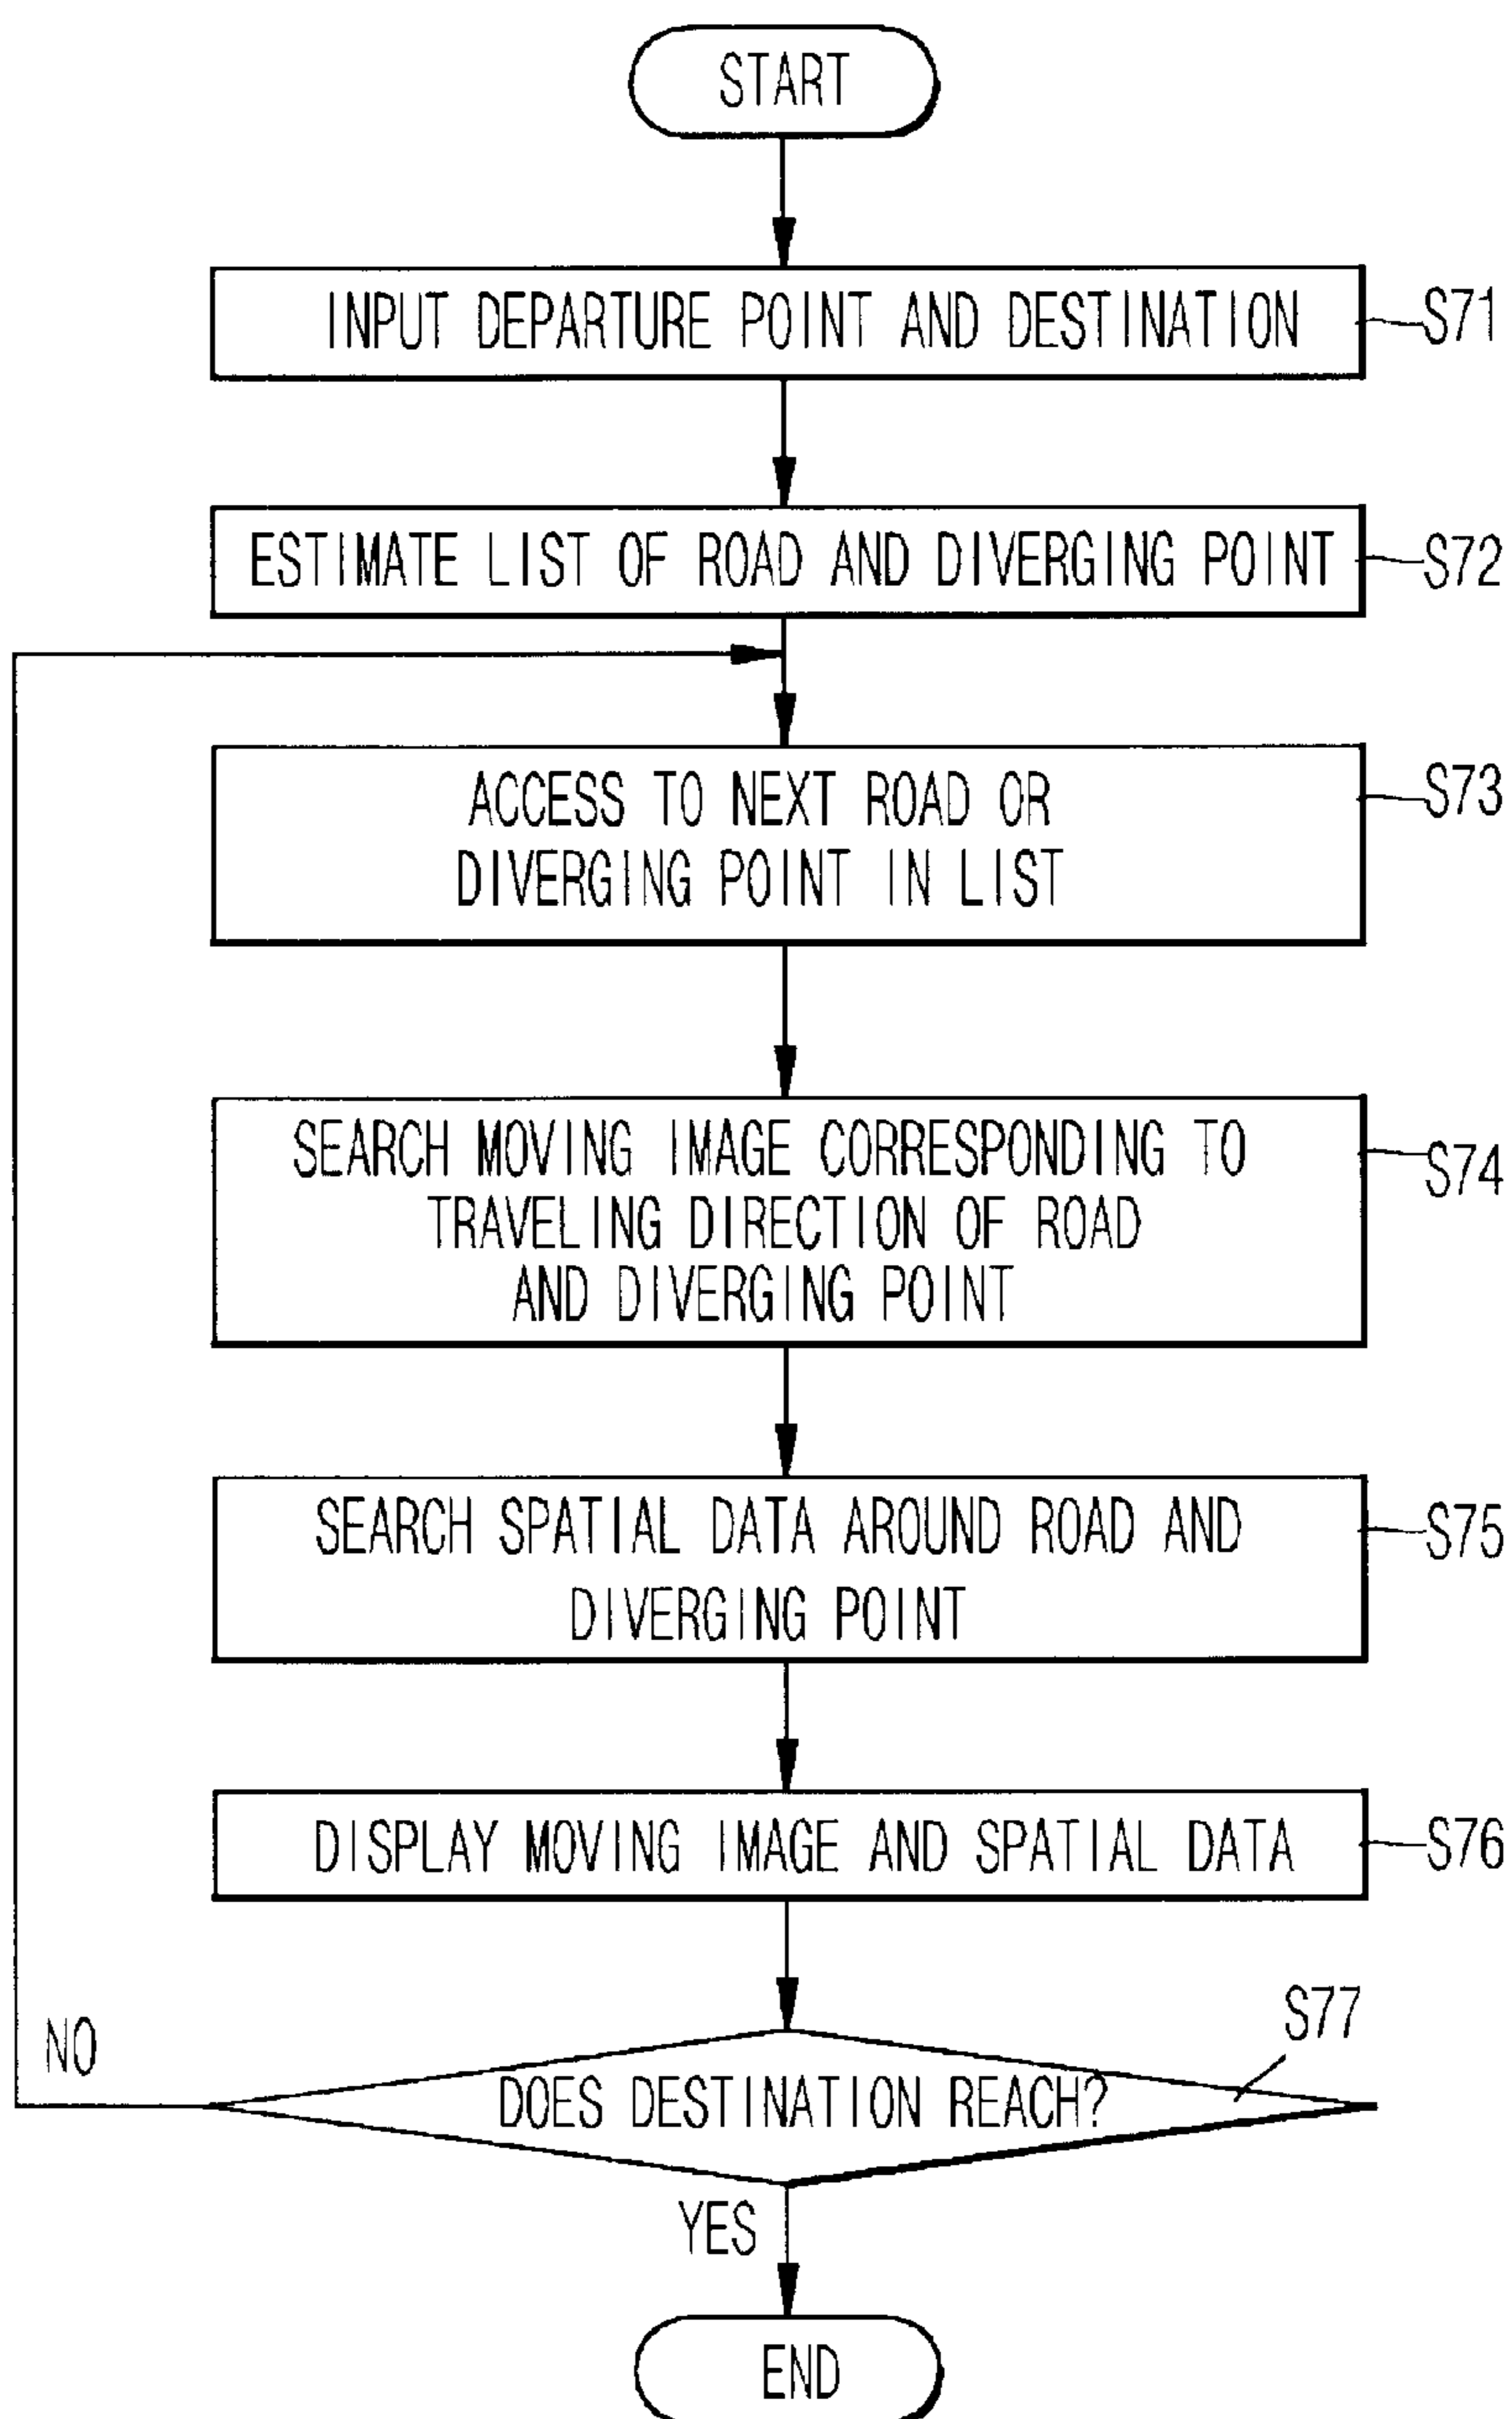 START
INPUT DEPARTURE POINT AND DESTINATION
S71
ESTIMATE LIST OF ROAD AND DIVERGING POINT
S72
ACCESS TO NEXT ROAD OR
DIVERGING POINT IN LIST
S73
SEARCH MOVING IMAGE CORRESPONDING TO
TRAVELING DIRECTION OF ROAD
AND DIVERGING POINT
S74
SEARCH SPATIAL DATA AROUND ROAD AND
DIVERGING POINT
S75
DISPLAY MOVING IMAGE AND SPATIAL DATA
S76
S77
NO
DOES DESTINATION REACH?
YES
END